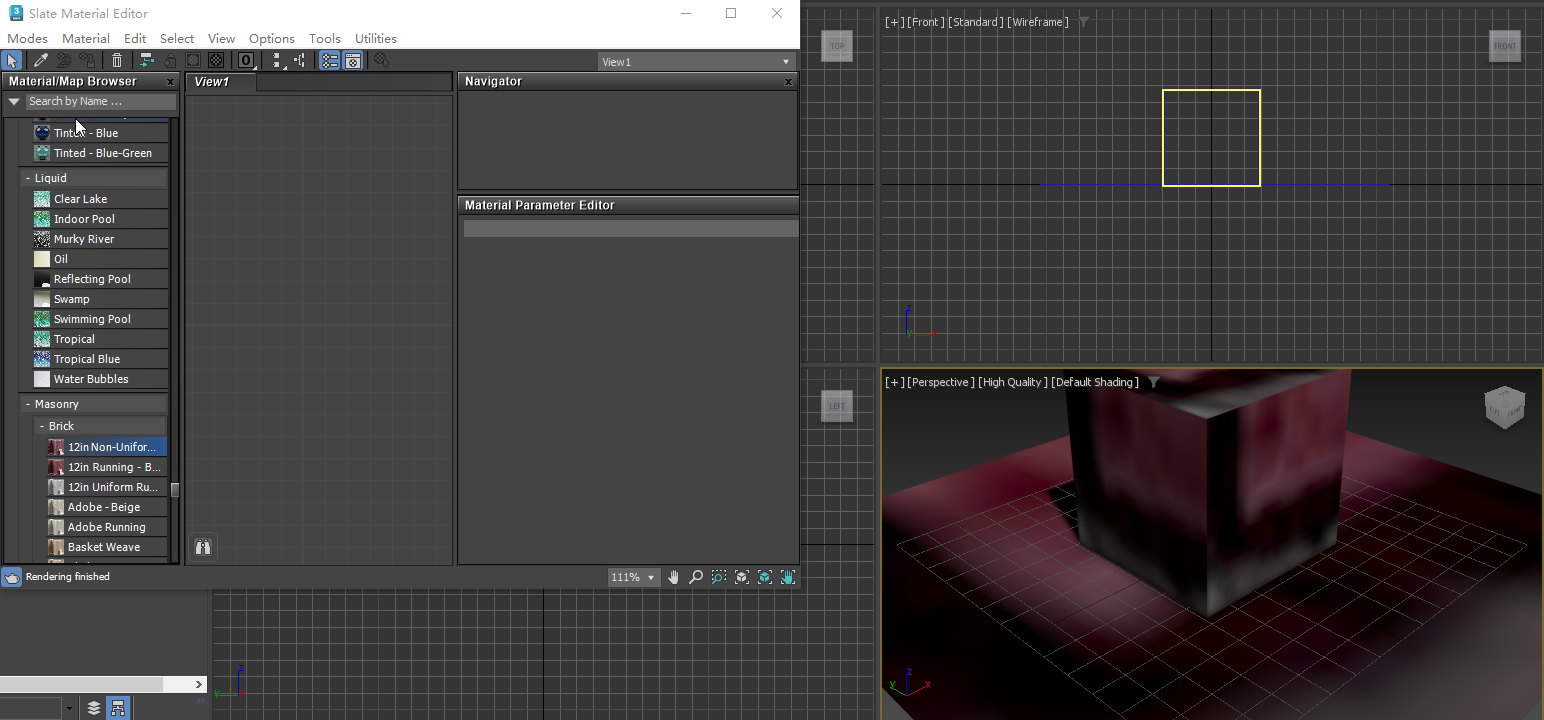 Slate Material Editor
Modes Material Edit Select View Options Tools Utilities
View1
Material/Map Browser
Search by Name ...
Tinted - Blue
Tinted - Blue-Green
- Liquid
Clear Lake
Indoor Pool
Murky River
Oil
Reflecting Pool
Swamp
Swimming Pool
Tropical
Tropical Blue
Water Bubbles
- Masonry
- Brick
12in Non-Unifor...
12in Running - B...
12in Uniform Ru...
Adobe - Beige
Adobe Running
Basket Weave
View1
Navigator
Material Parameter Editor
Rendering finished
111%
TOP
[+] [Front] [Standard] [Wireframe]
FRONT
z
x
y
LEFT
[+] [Perspective] [High Quality] [Default Shading]
z
y
x
z
y